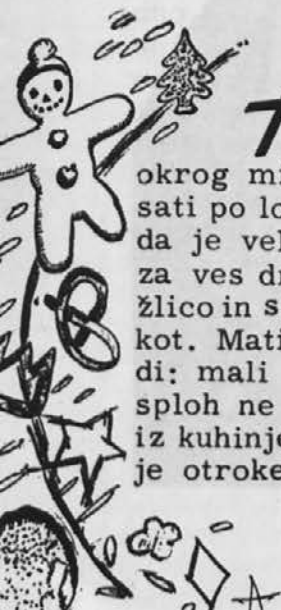 T
okrog mi
sati po lo
da je vel
za ves dr
žlico in s
kot. Mati
di: mali
sploh ne
iz kuhinje
je otroke